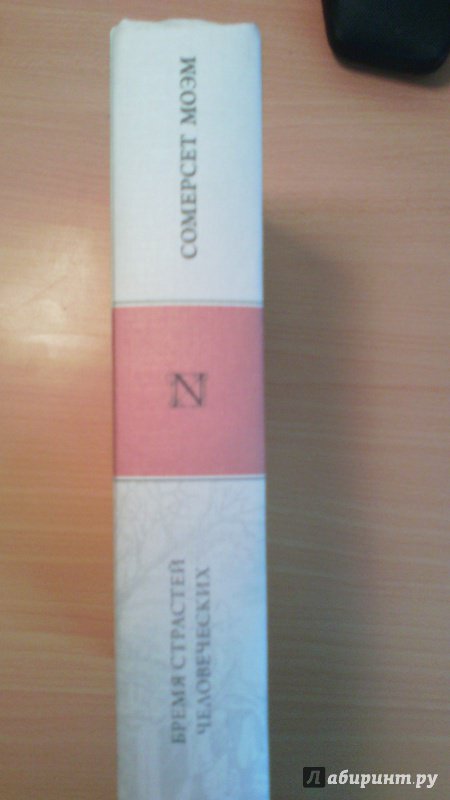 СОМЕРСЕТ МОЭМ
N
БРЕМЯ СТРАСТЕЙ
ЧЕЛОВЕЧЕСКИХ
Лабиринт.ру